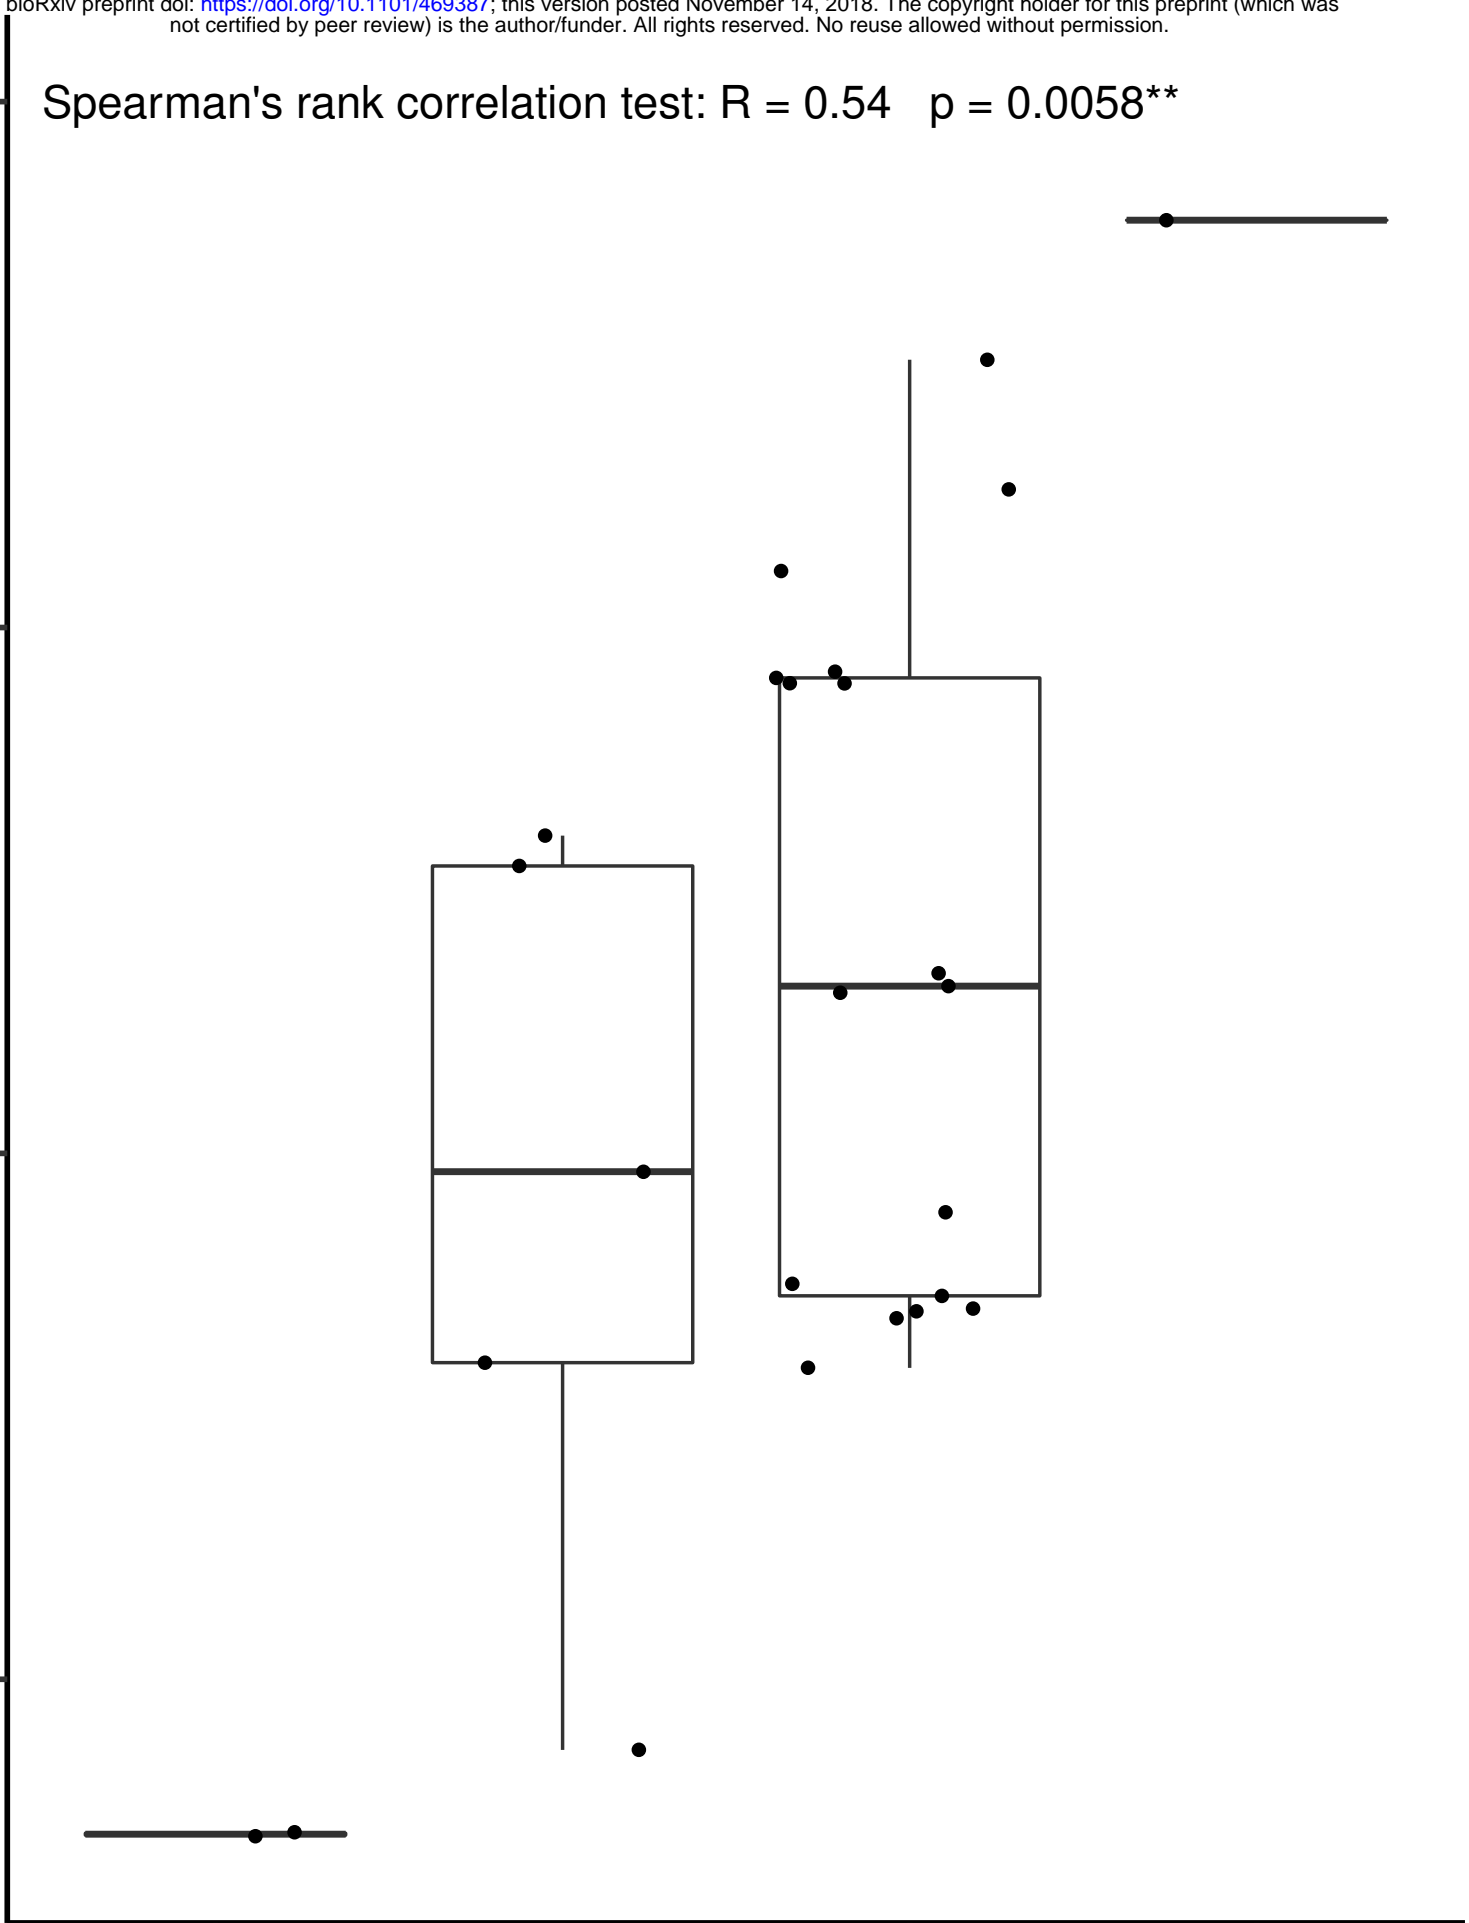 bioRxiv preprint doi: https://doi.org/10.1101/469387; this version posted November 14, 2018. The copyright holder for this preprint (which was
not certified by peer review) is the author/funder. All rights reserved. No reuse allowed without permission.
Spearman's rank correlation test: R = 0.54 p = 0.0058**